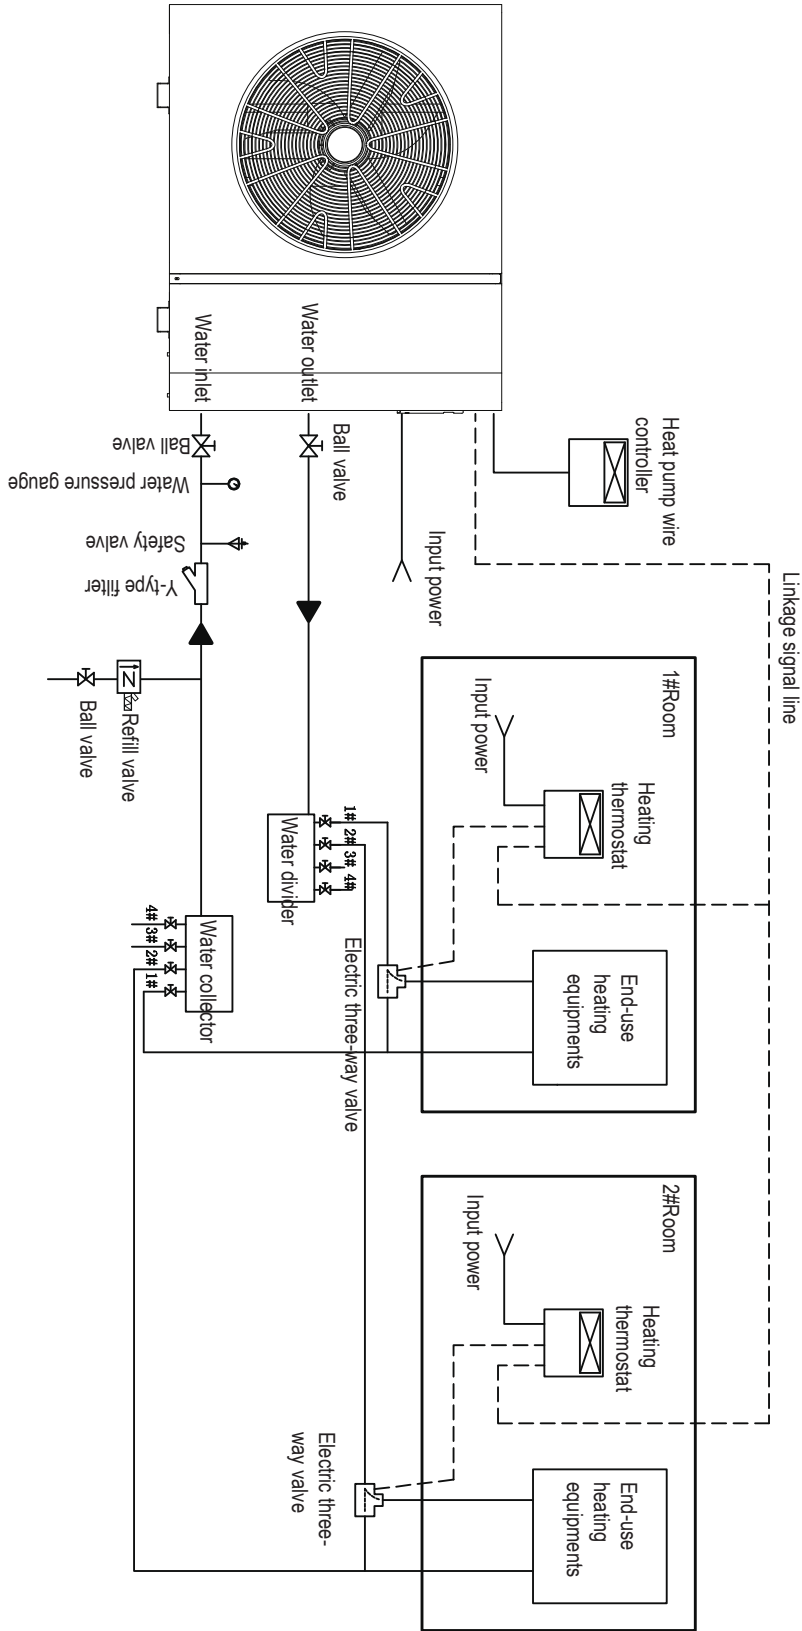 Heat pump wire
controller
Linkage signal line
Water inlet
Water outlet
Ball valve
Ball valve
Water pressure gauge
Safety valve
Y-type filter
Input power
Refill valve
Ball valve
1#Room
Input power
Heating
thermostat
End-use
heating
equipments
Water divider
1# 2# 3# 4#
Electric three-way valve
Water collector
4# 3# 2# 1#
2#Room
Input power
Heating
thermostat
End-use
heating
equipments
Electric three-
way valve